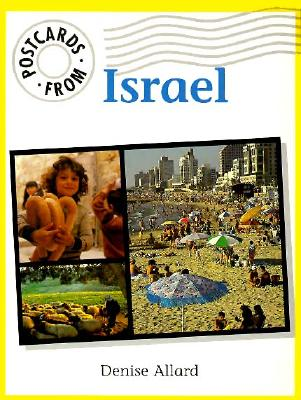 POSTCARDS
· FROM ·
Israel
Denise Allard